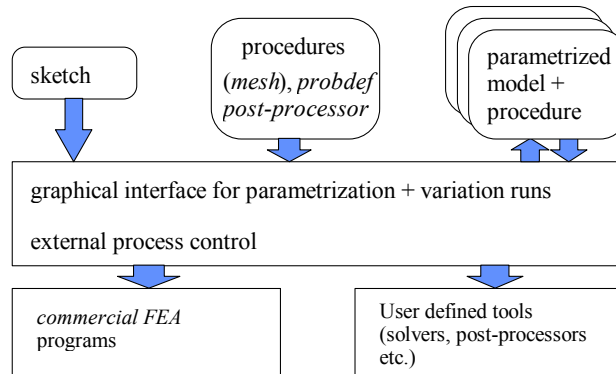 sketch
procedures
(mesh), probdef
post-processor
parametrized
model +
procedure
graphical interface for parametrization + variation runs
external process control
commercial FEA
programs
User defined tools
(solvers, post-processors
etc.)